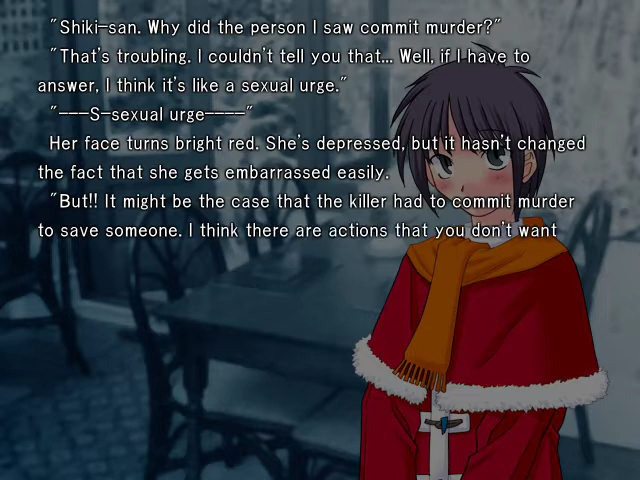 "Shiki-san. Why did the person I saw commit murder?"
"That's troubling. I couldn't tell you that... Well, if I have to
answer, I think it's like a sexual urge."
"---S-sexual urge----"
Her face turns bright red. She's depressed, but it hasn't changed
the fact that she gets embarrassed easily.
"But!! It might be the case that the killer had to commit murder
to save someone. I think there are actions that you don't want